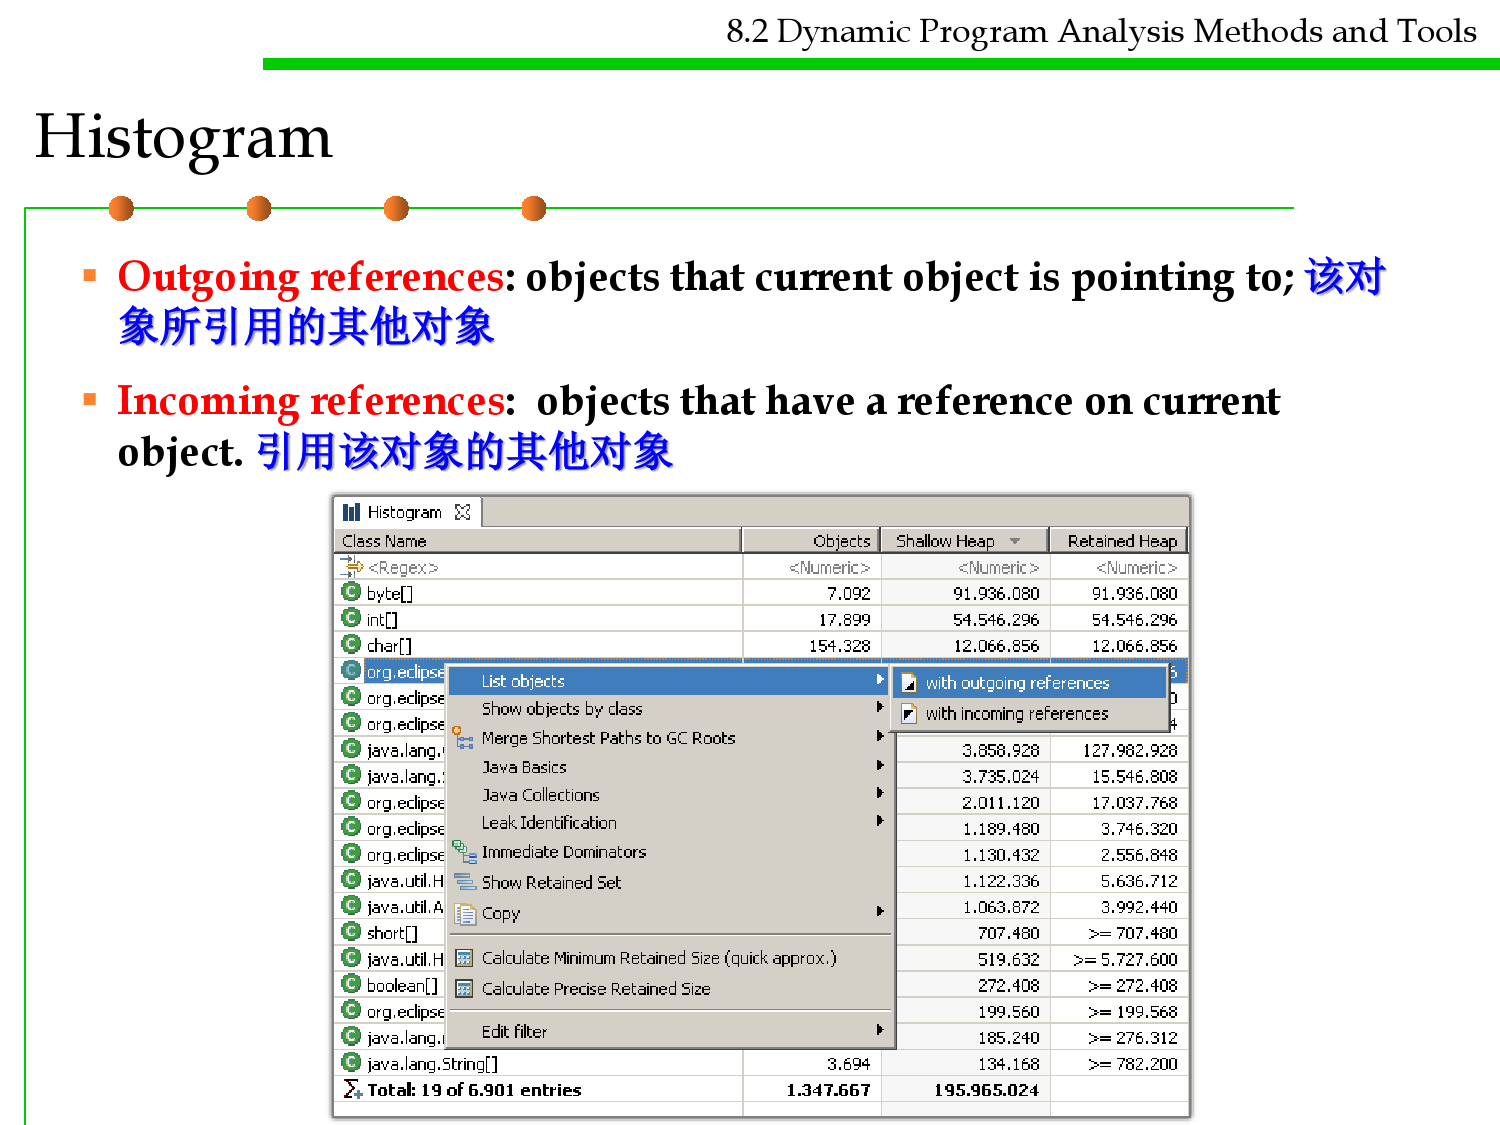 8.2 Dynamic Program Analysis Methods and Tools
Histogram
Outgoing references: objects that current object is pointing to; 该对
象所引用的其他对象
Incoming references: objects that have a reference on current
object. 引用该对象的其他对象
Histogram
Class Name Objects Shallow Heap Retained Heap
<Regex> <Numeric> <Numeric> <Numeric>
byte[] 7.092 91.936.080 91.936.080
int[] 17.899 54.546.296 54.546.296
char[] 154.328 12.066.856 12.066.856
org.eclipse
List objects
with outgoing references
org.eclipse
Show objects by class
with incoming references
org.eclipse
Merge Shortest Paths to GC Roots
java.lang. 3.858.928 127.982.928
Java Basics
java.lang. 3.735.024 15.546.808
Java Collections
org.eclipse 2.011.120 17.037.768
Leak Identification
org.eclipse 1.189.480 3.746.320
Immediate Dominators
org.eclipse 1.130.432 2.556.848
java.util.H 1.122.336 5.636.712
Show Retained Set
java.util.A 1.063.872 3.992.440
Copy
short[] 707.480 >= 707.480
java.util.H 519.632 >= 5.727.600
Calculate Minimum Retained Size (quick approx.)
boolean[] 272.408 >= 272.408
Calculate Precise Retained Size
org.eclipse 199.560 >= 199.568
java.lang. 185.240 >= 276.312
Edit filter
java.lang.String[] 3.694 134.168 >= 782.200
Total: 19 of 6.901 entries 1.347.667 195.965.024